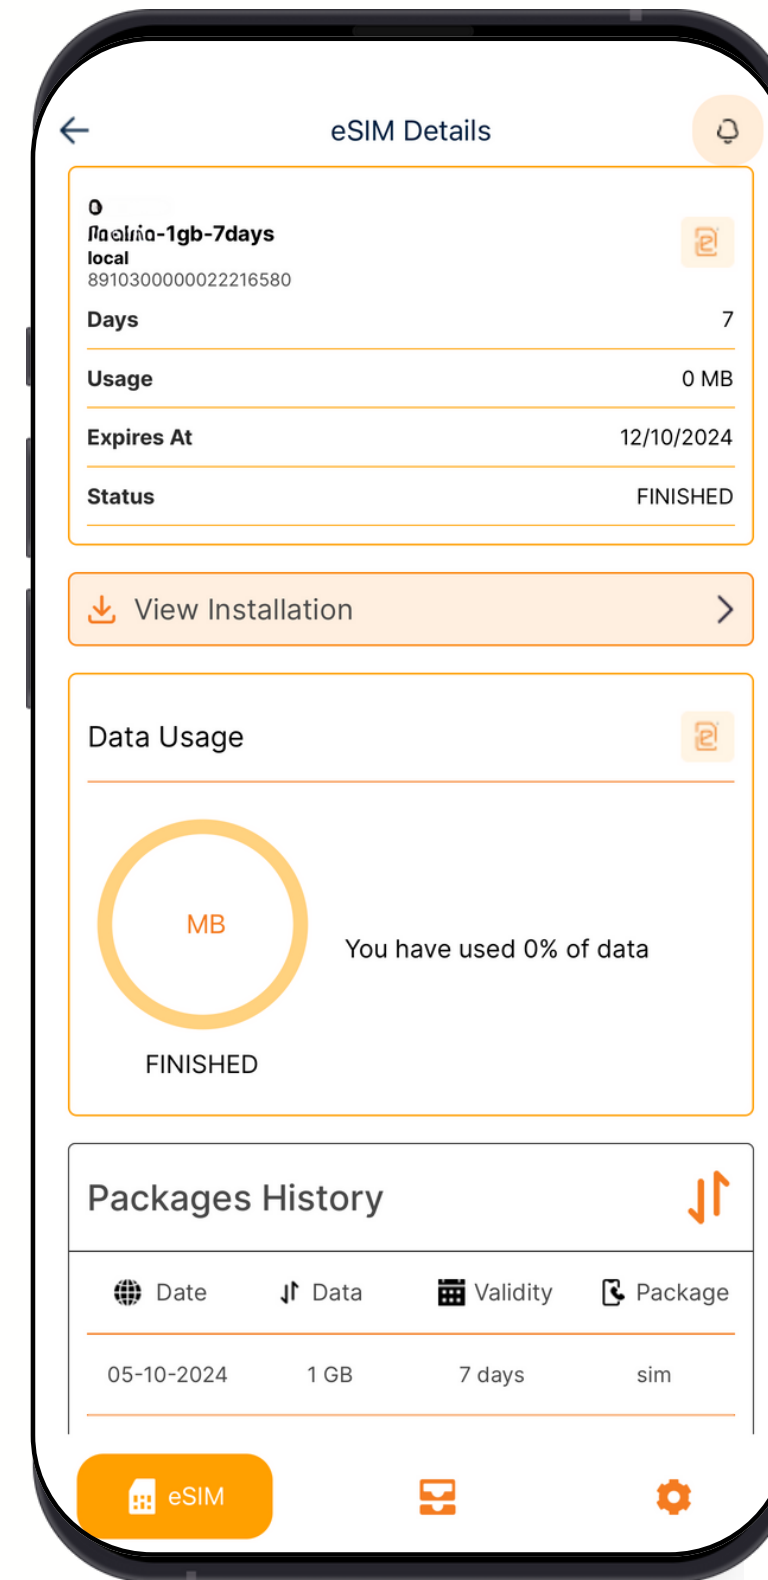 eSIM Details
-1gb-7days
local
8910300000022216580
Days 7
Usage 0 MB
Expires At 12/10/2024
Status FINISHED
View Installation
Data Usage
MB
You have used 0% of data
FINISHED
Packages History
Date Data Validity Package
05-10-2024 1 GB 7 days sim
eSIM